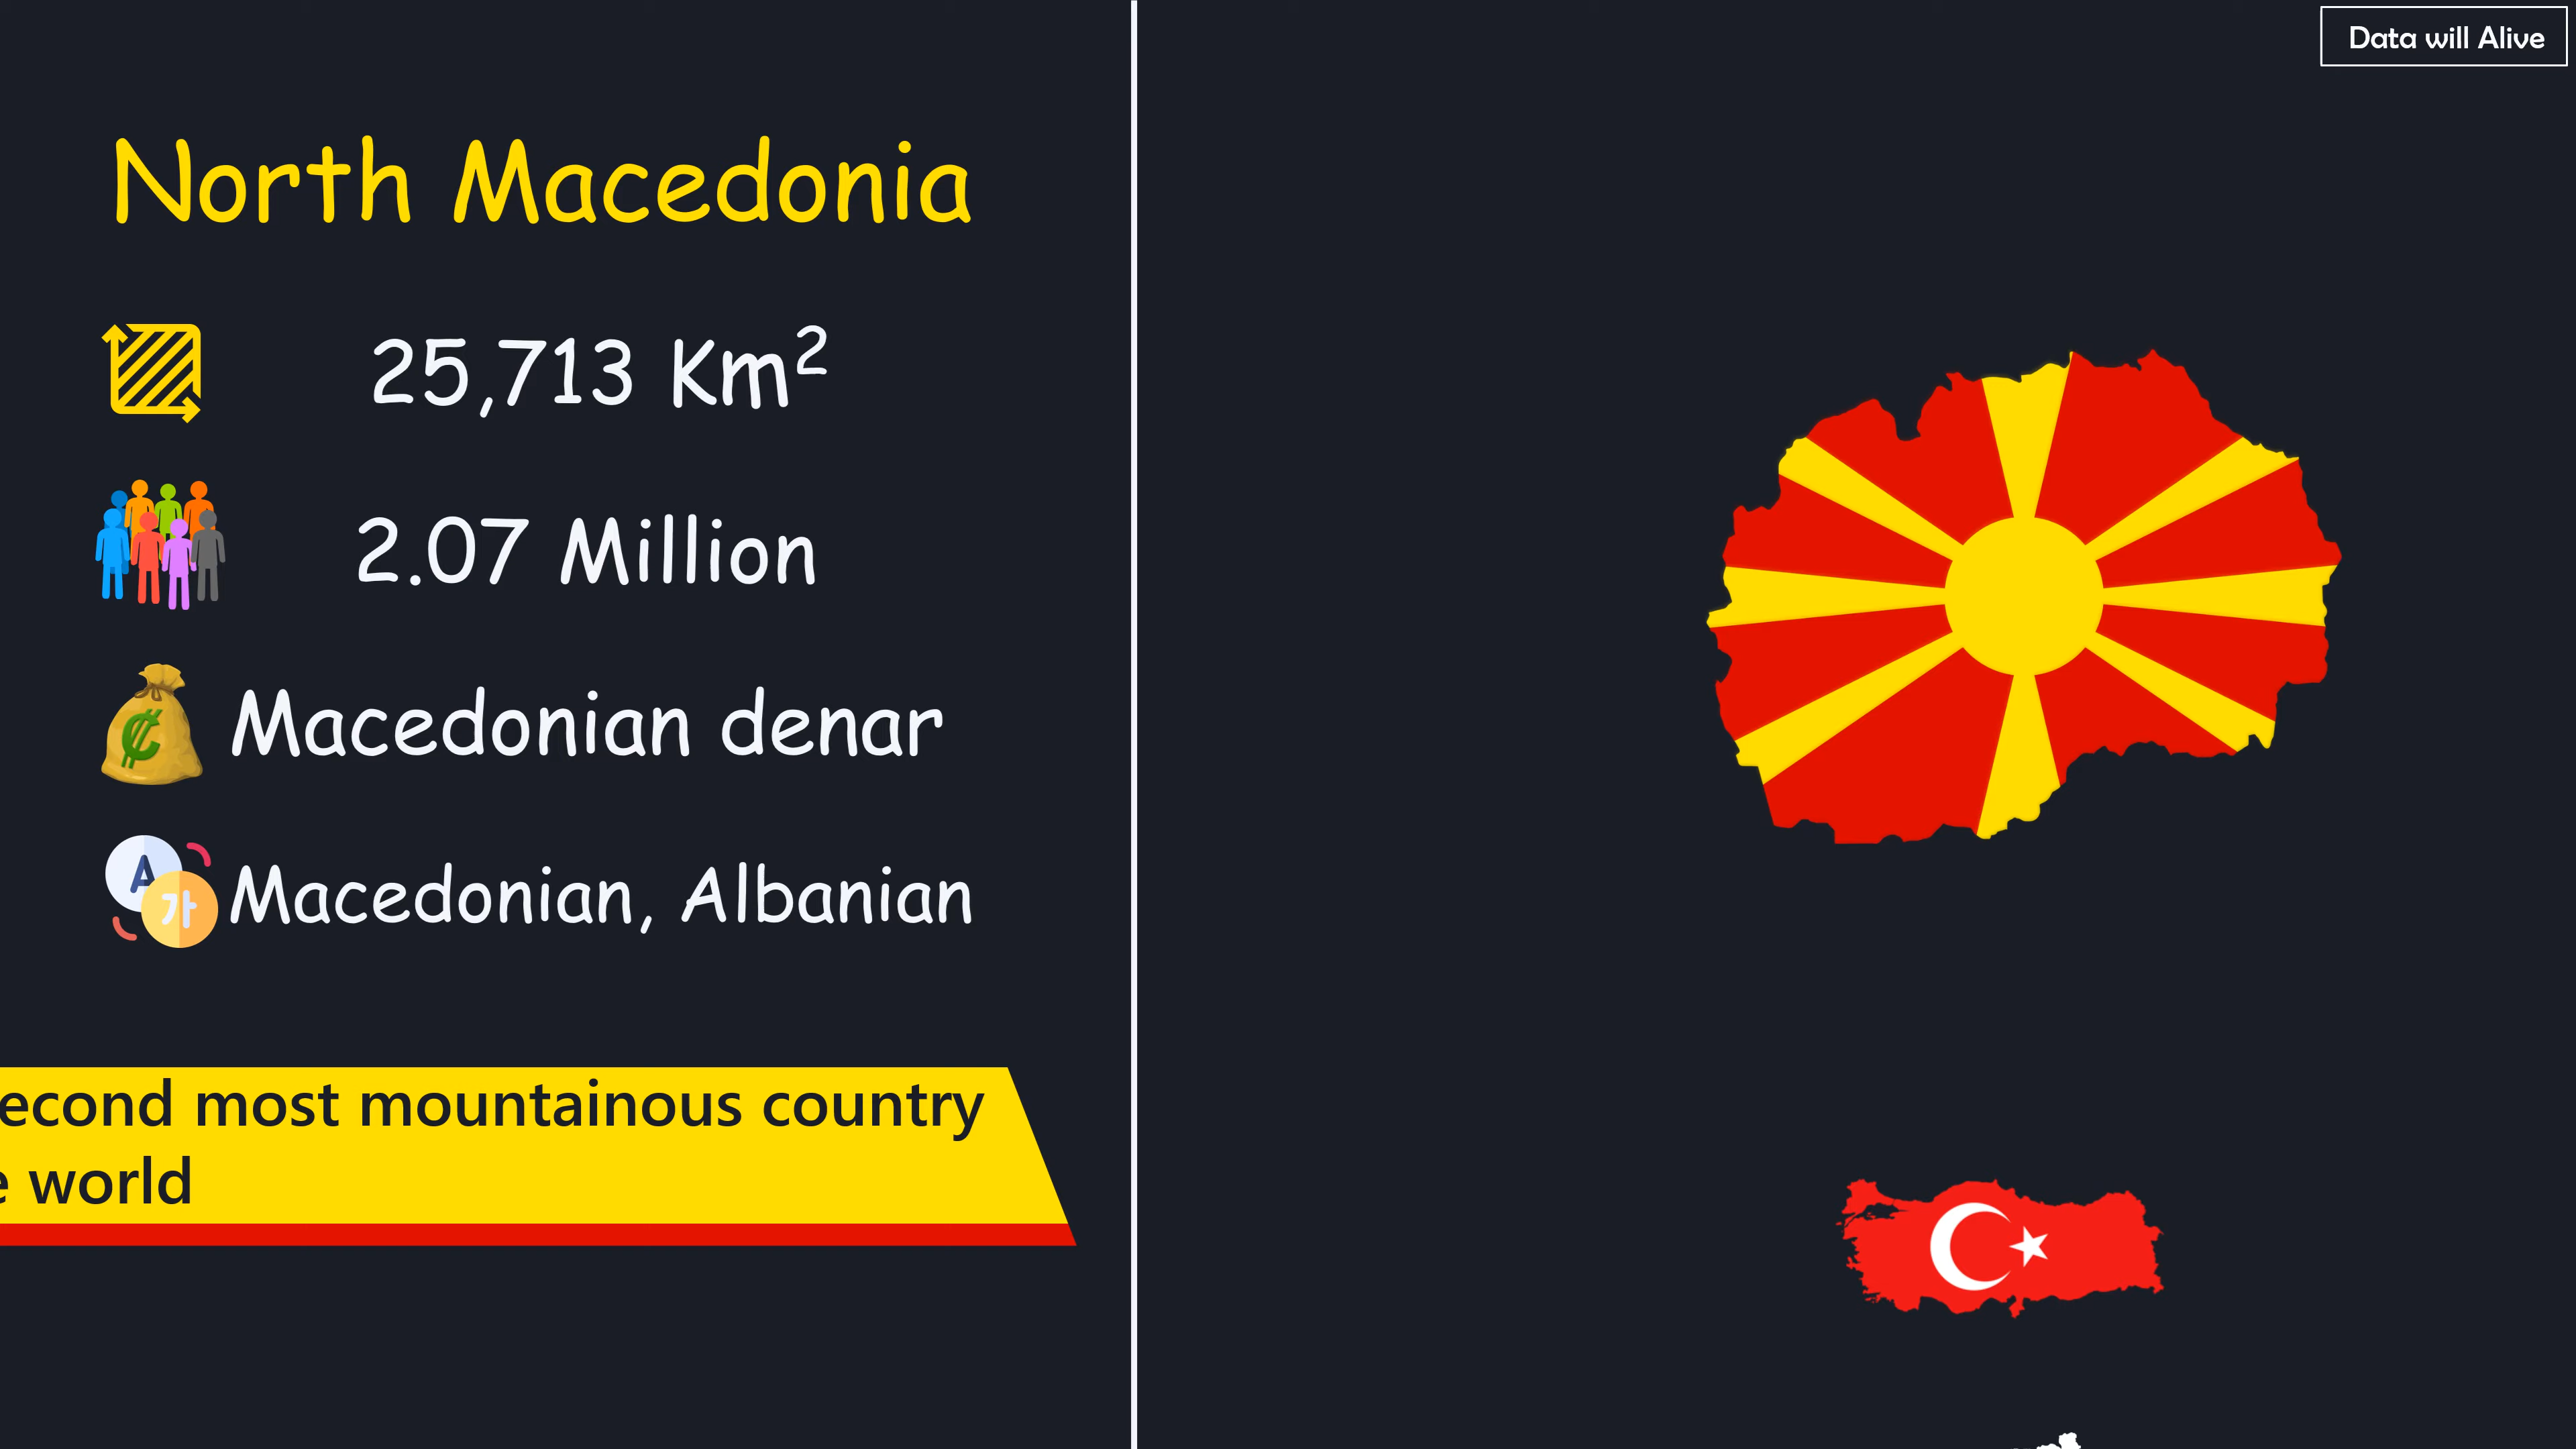 Data will Alive
North Macedonia
25,713 Km²
2.07 Million
Macedonian denar
Macedonian, Albanian
most mountainous country
world